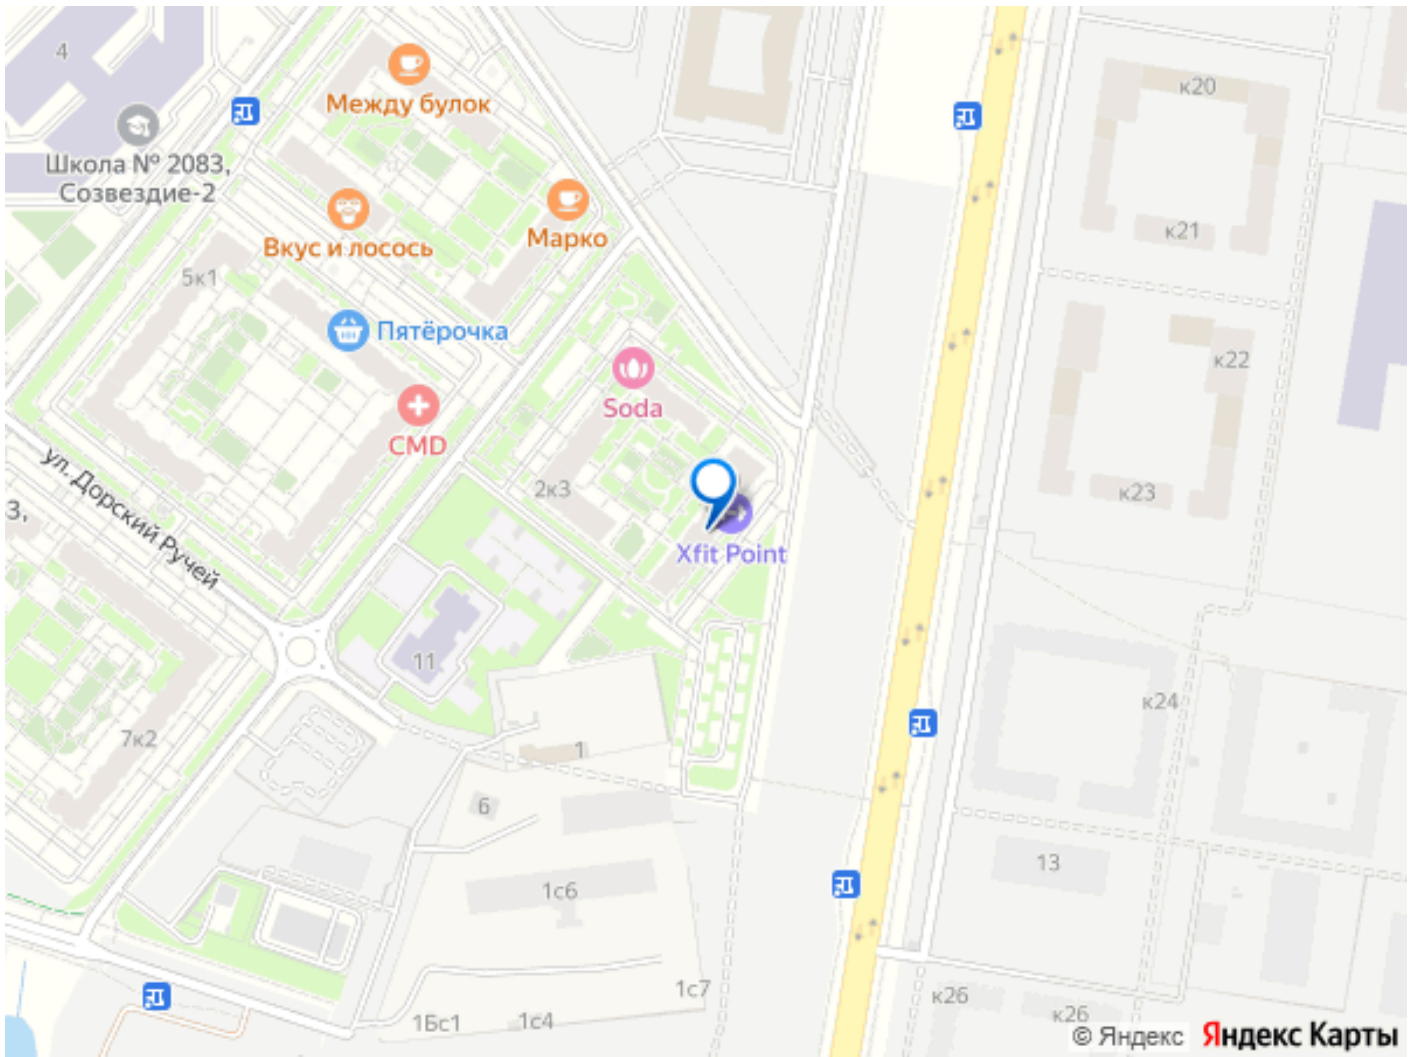 4
Между булок
к20
Школа № 2083,
Созвездие-2
Вкус и лосось
Марко
к21
5к1
Пятёрочка
к22
Soda
CMD
ул. Дорский Ручей
2к3
к23
3,
Xfit Point
11
к24
7к2
1
6
13
1с6
1с7
к26
1Бс1
1с4
к26
© Яндекс Яндекс Карты